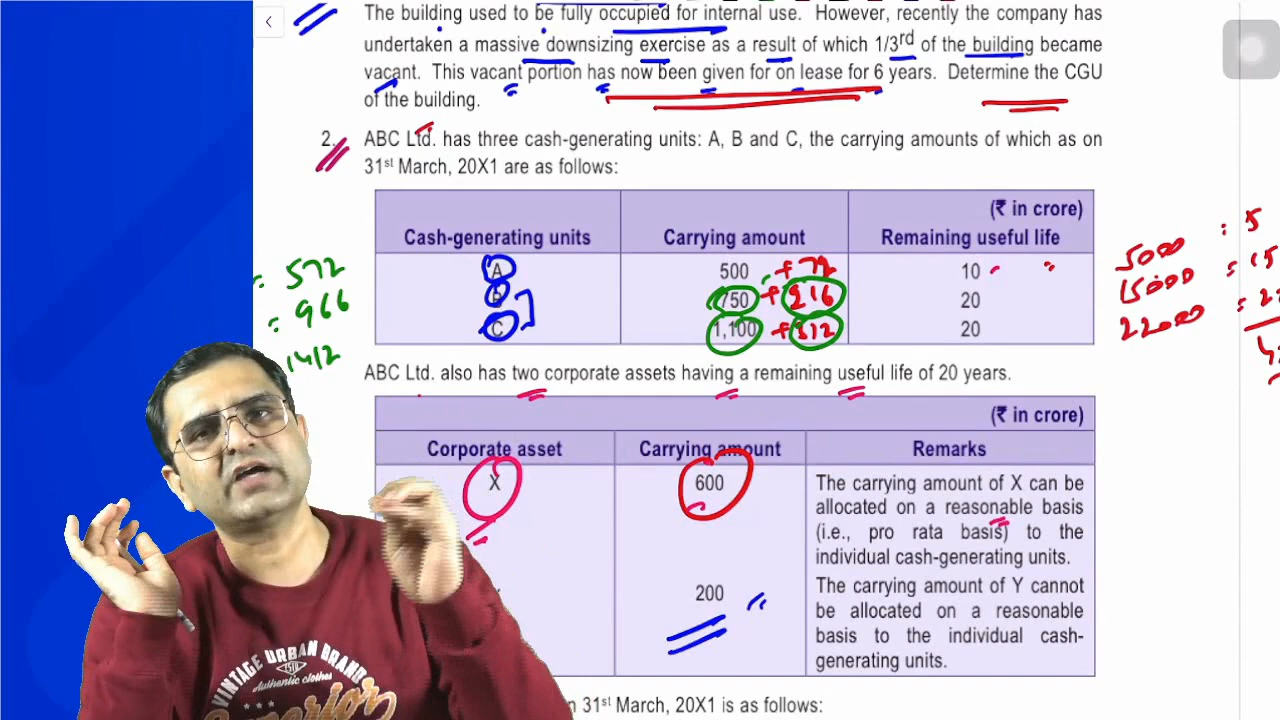 The building used to be fully occupied for internal use. However, recently the company has
undertaken a massive downsizing exercise as a result of which 1/3rd of the building became
vacant. This vacant portion has now been given for on lease for 6 years. Determine the CGU
of the building.
2. ABC Ltd. has three cash-generating units: A, B and C, the carrying amounts of which as on
31st March, 20X1 are as follows:
(₹ in crore)
Cash-generating units Carrying amount Remaining useful life
= 572 A 500 + 72 10
= 966 B 750 + 216 20
1412 C 1,100 + 312 20
5000 = 5
15000 = 15
22000 =
ABC Ltd. also has two corporate assets having a remaining useful life of 20 years.
(₹ in crore)
Corporate asset Carrying amount Remarks
X 600 The carrying amount of X can be
allocated on a reasonable basis
(i.e., pro rata basis) to the
individual cash-generating units.
200 The carrying amount of Y cannot
be allocated on a reasonable
basis to the individual cash-
generating units.
n 31st March, 20X1 is as follows:
VINTAGE URBAN BRAND
Authentic clothes
Superior